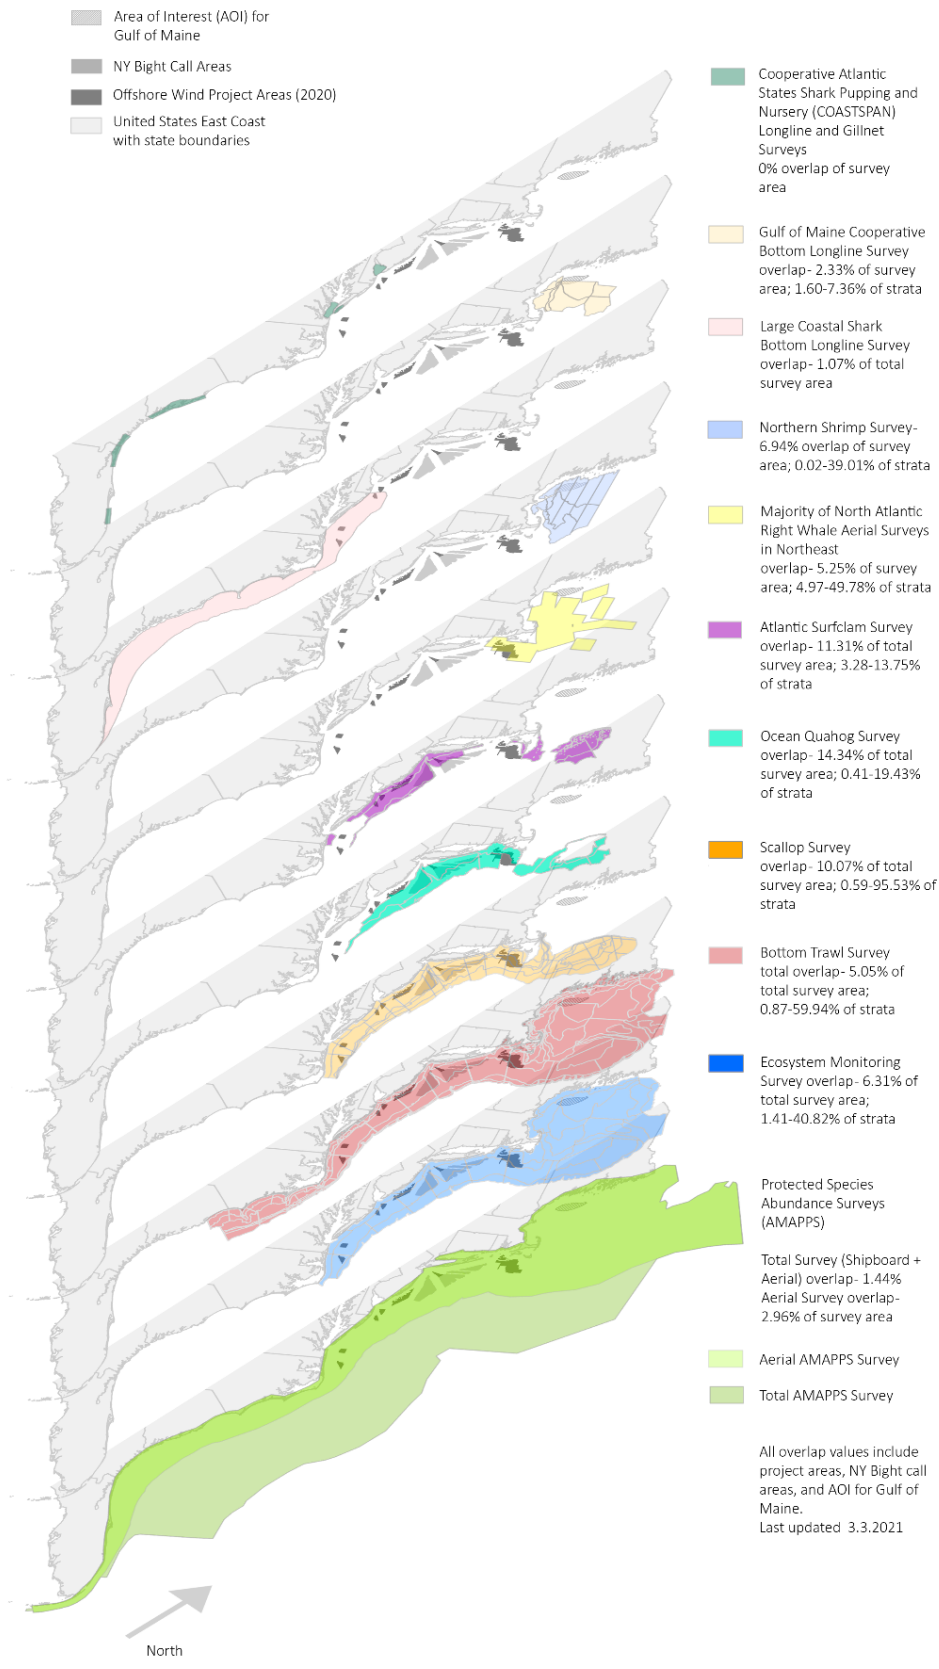 Area of Interest (AOI) for
Gulf of Maine
NY Bight Call Areas
Offshore Wind Project Areas (2020)
United States East Coast
with state boundaries
Cooperative Atlantic
States Shark Pupping and
Nursery (COASTSPAN)
Longline and Gillnet
Surveys
0% overlap of survey
area
Gulf of Maine Cooperative
Bottom Longline Survey
overlap- 2.33% of survey
area; 1.60-7.36% of strata
Large Coastal Shark
Bottom Longline Survey
overlap- 1.07% of total
survey area
Northern Shrimp Survey-
6.94% overlap of survey
area; 0.02-39.01% of strata
Majority of North Atlantic
Right Whale Aerial Surveys
in Northeast
overlap- 5.25% of survey
area; 4.97-49.78% of strata
Atlantic Surfclam Survey
overlap- 11.31% of total
survey area; 3.28-13.75%
of strata
Ocean Quahog Survey
overlap- 14.34% of total
survey area; 0.41-19.43%
of strata
Scallop Survey
overlap- 10.07% of total
survey area; 0.59-95.53% of
strata
Bottom Trawl Survey
total overlap- 5.05% of
total survey area;
0.87-59.94% of strata
Ecosystem Monitoring
Survey overlap- 6.31% of
total survey area;
1.41-40.82% of strata
Protected Species
Abundance Surveys
(AMAPPS)
Total Survey (Shipboard +
Aerial) overlap- 1.44%
Aerial Survey overlap-
2.96% of survey area
Aerial AMAPPS Survey
Total AMAPPS Survey
All overlap values include
project areas, NY Bight call
areas, and AOI for Gulf of
Maine.
Last updated 3.3.2021
North